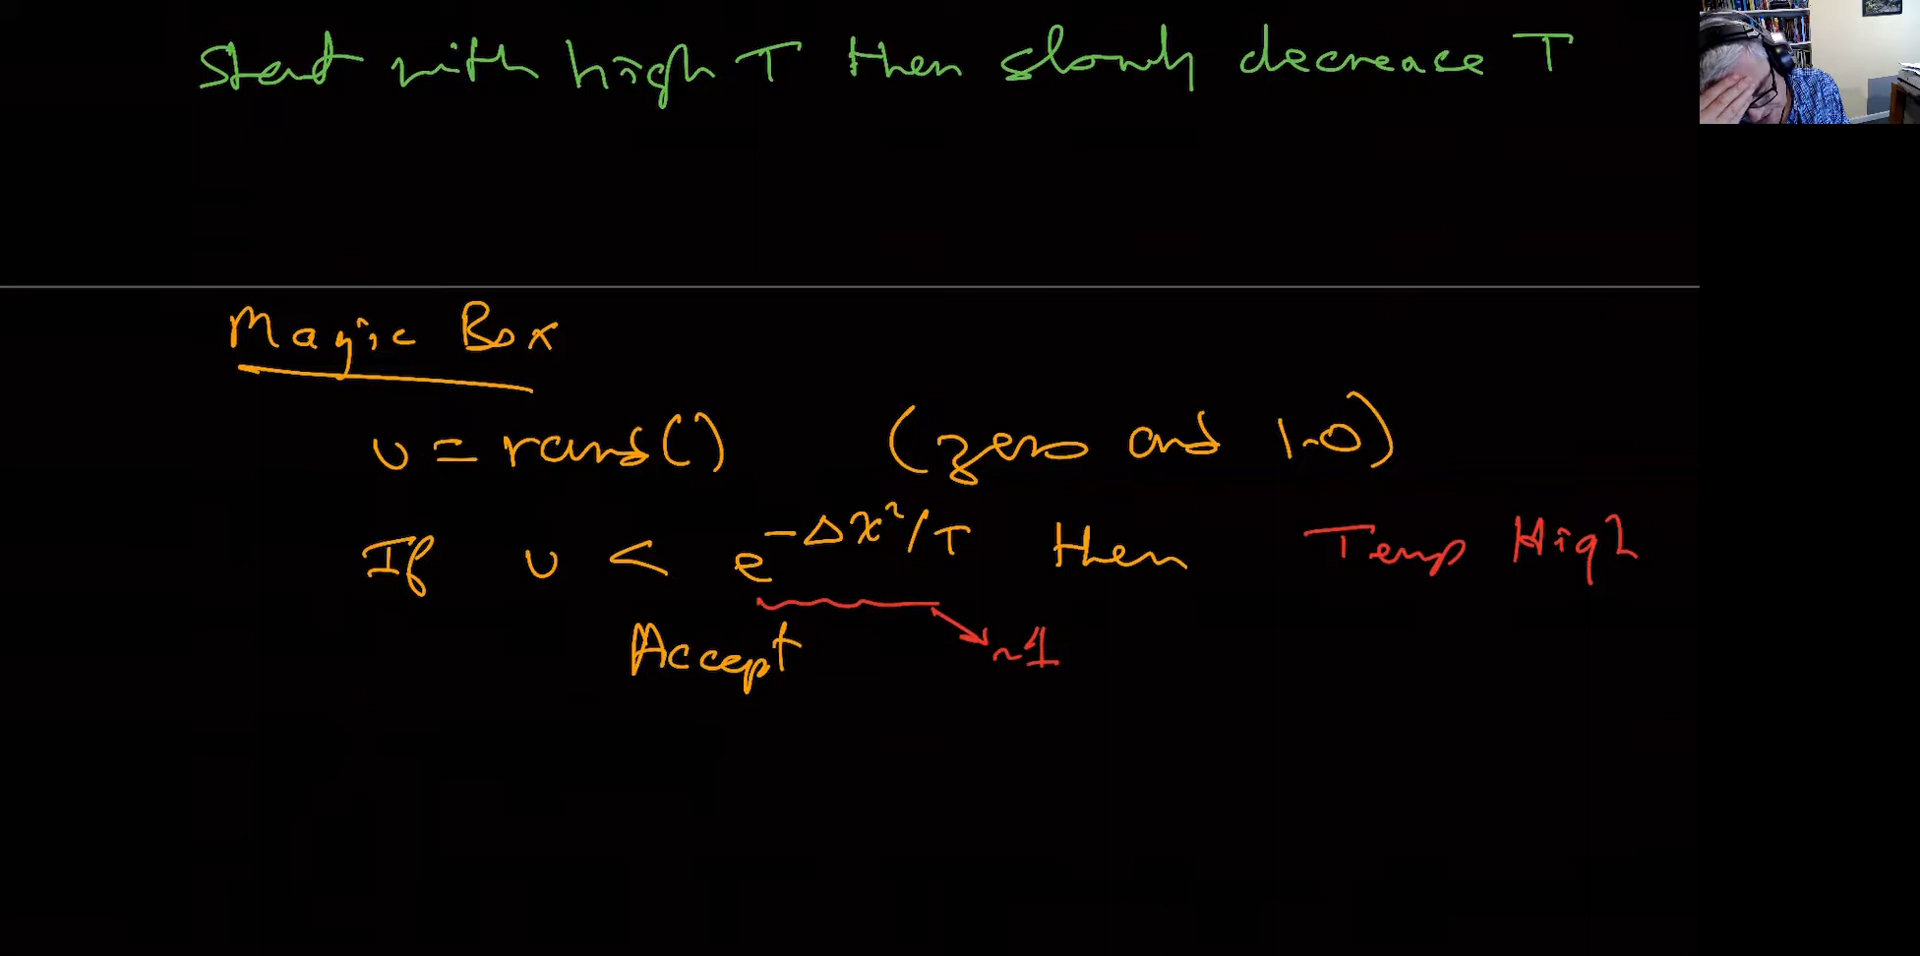 Start with high T then slowly decrease T
Magic Box
u = rand() (zero and 1.0)
If u < e^{-Δχ²/T} then Temp High
Accept ~1